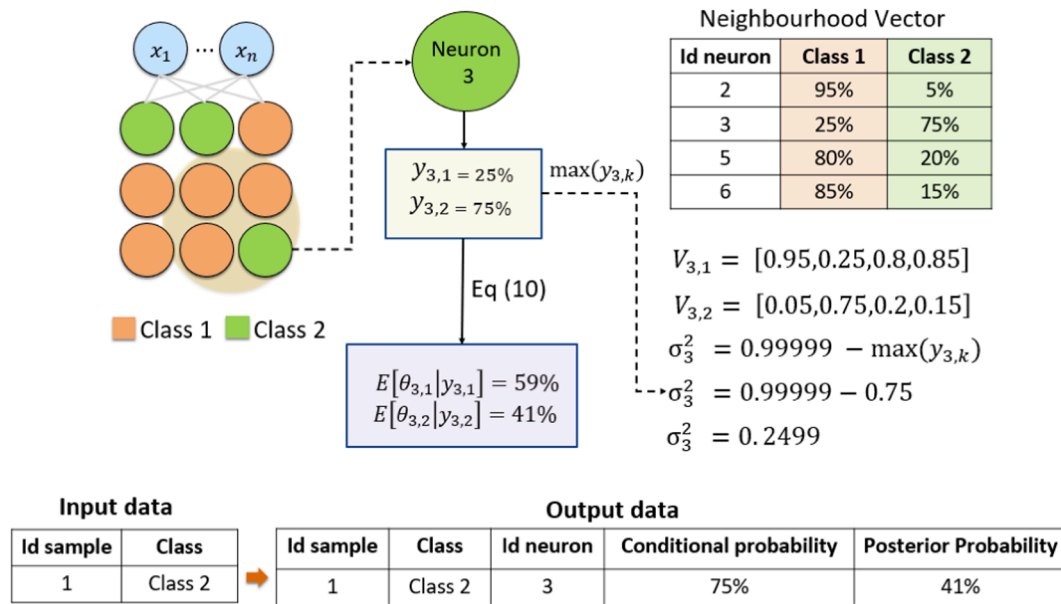 x₁ ... xₙ
Class 1 Class 2
Neuron
3
y₃,₁ = 25%
y₃,₂ = 75%
max(y₃,ₖ)
Eq (10)
E[θ₃,₁|y₃,₁] = 59%
E[θ₃,₂|y₃,₂] = 41%
Neighbourhood Vector
Id neuron Class 1 Class 2
2 95% 5%
3 25% 75%
5 80% 20%
6 85% 15%
V₃,₁ = [0.95,0.25,0.8,0.85]
V₃,₂ = [0.05,0.75,0.2,0.15]
σ₃² = 0.99999 − max(y₃,ₖ)
σ₃² = 0.99999 − 0.75
σ₃² = 0.2499
Input data
Id sample Class
1 Class 2
Output data
Id sample Class Id neuron Conditional probability Posterior Probability
1 Class 2 3 75% 41%